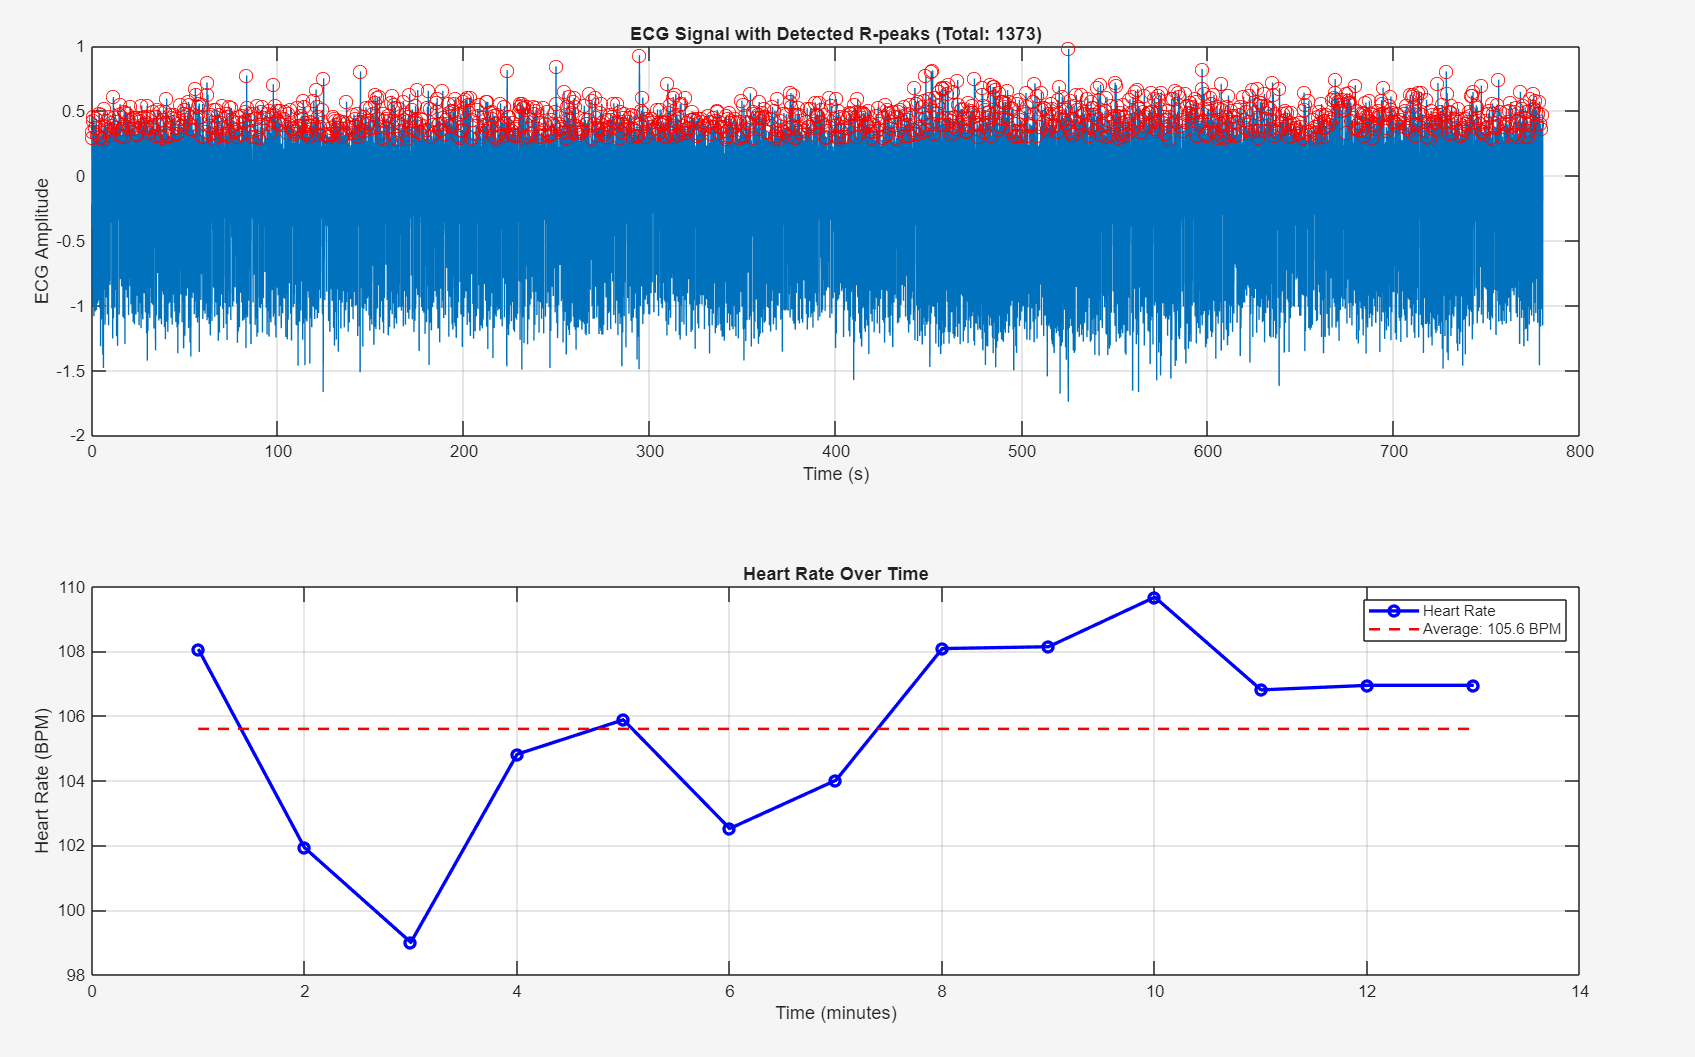 ECG Signal with Detected R-peaks (Total: 1373)
1
0.5
0
-0.5
-1
-1.5
-2
ECG Amplitude
0 100 200 300 400 500 600 700 800
Time (s)
Heart Rate Over Time
110
108
106
104
102
100
98
Heart Rate (BPM)
Heart Rate
Average: 105.6 BPM
0 2 4 6 8 10 12 14
Time (minutes)